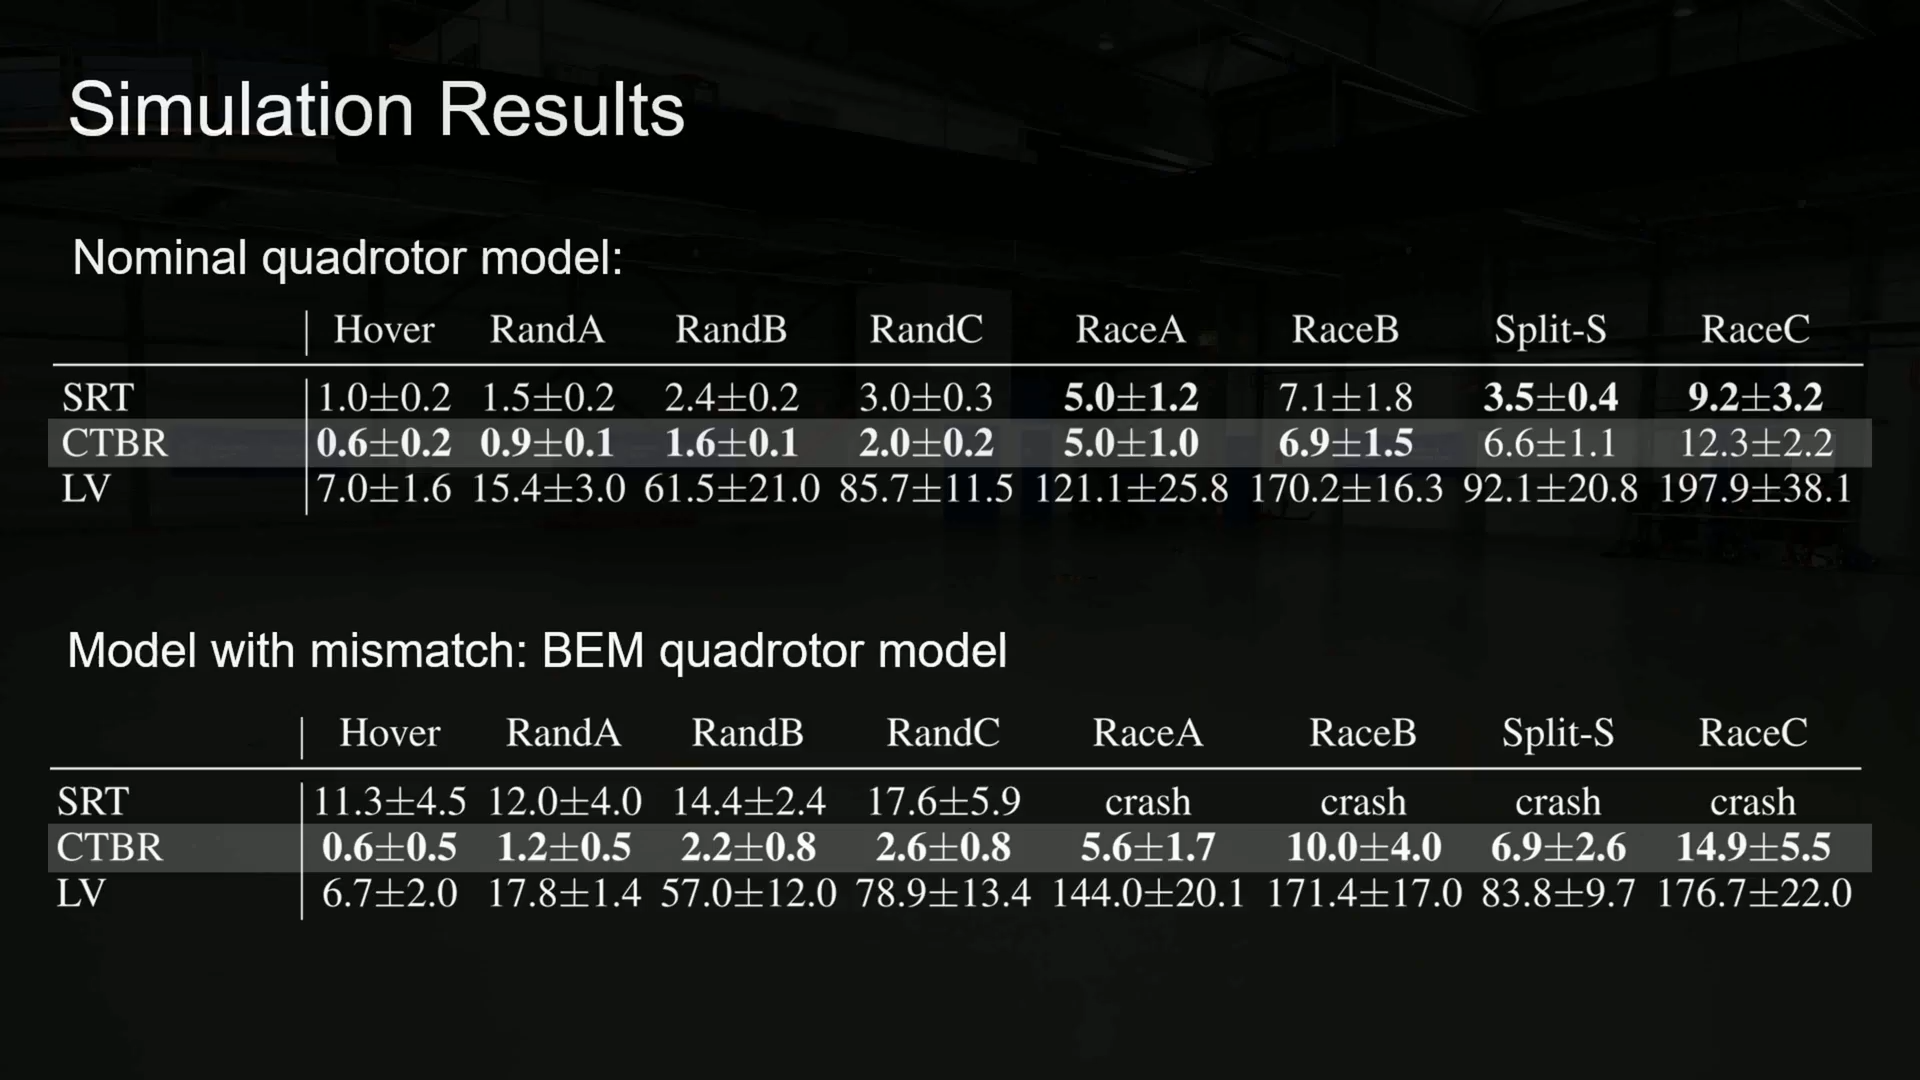 Simulation Results
Nominal quadrotor model:
Hover RandA RandB RandC RaceA RaceB Split-S RaceC
SRT 1.0±0.2 1.5±0.2 2.4±0.2 3.0±0.3 5.0±1.2 7.1±1.8 3.5±0.4 9.2±3.2
CTBR 0.6±0.2 0.9±0.1 1.6±0.1 2.0±0.2 5.0±1.0 6.9±1.5 6.6±1.1 12.3±2.2
LV 7.0±1.6 15.4±3.0 61.5±21.0 85.7±11.5 121.1±25.8 170.2±16.3 92.1±20.8 197.9±38.1
Model with mismatch: BEM quadrotor model
Hover RandA RandB RandC RaceA RaceB Split-S RaceC
SRT 11.3±4.5 12.0±4.0 14.4±2.4 17.6±5.9 crash crash crash crash
CTBR 0.6±0.5 1.2±0.5 2.2±0.8 2.6±0.8 5.6±1.7 10.0±4.0 6.9±2.6 14.9±5.5
LV 6.7±2.0 17.8±1.4 57.0±12.0 78.9±13.4 144.0±20.1 171.4±17.0 83.8±9.7 176.7±22.0